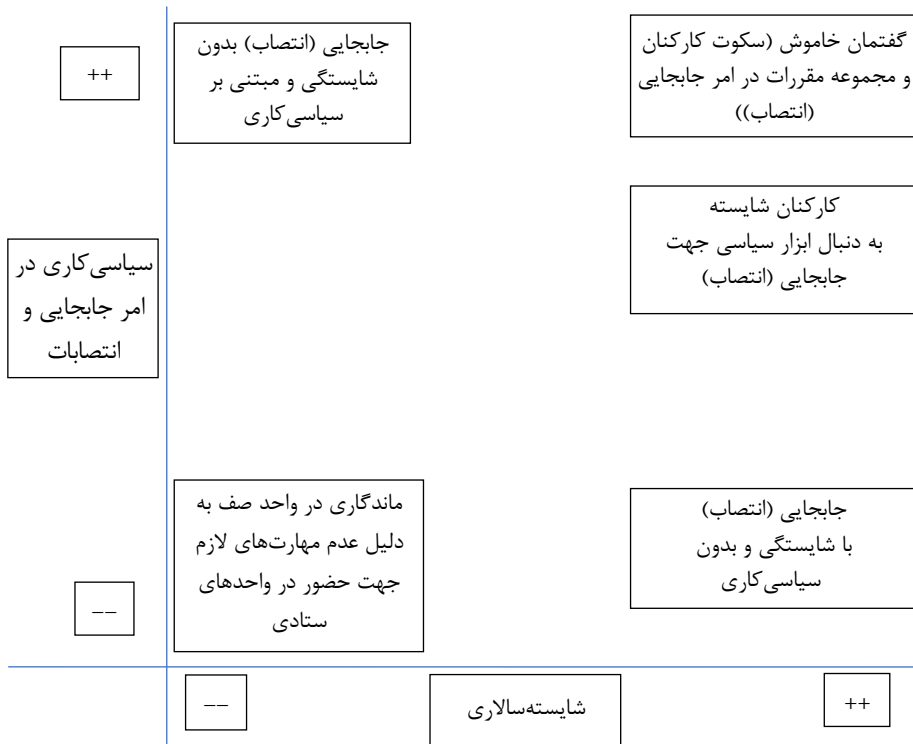 گفتمان خاموش (سکوت کارکنان
و مجموعه مقررات در امر جابجایی
(انتصاب))
جابجایی (انتصاب) بدون
شایستگی و مبتنی بر
سیاسی‌کاری
++
کارکنان شایسته
به دنبال ابزار سیاسی جهت
جابجایی (انتصاب)
سیاسی‌کاری در
امر جابجایی و
انتصابات
جابجایی (انتصاب)
با شایستگی و بدون
سیاسی‌کاری
ماندگاری در واحد صف به
دلیل عدم مهارت‌های لازم
جهت حضور در واحدهای
ستادی
--
++
شایسته‌سالاری
--